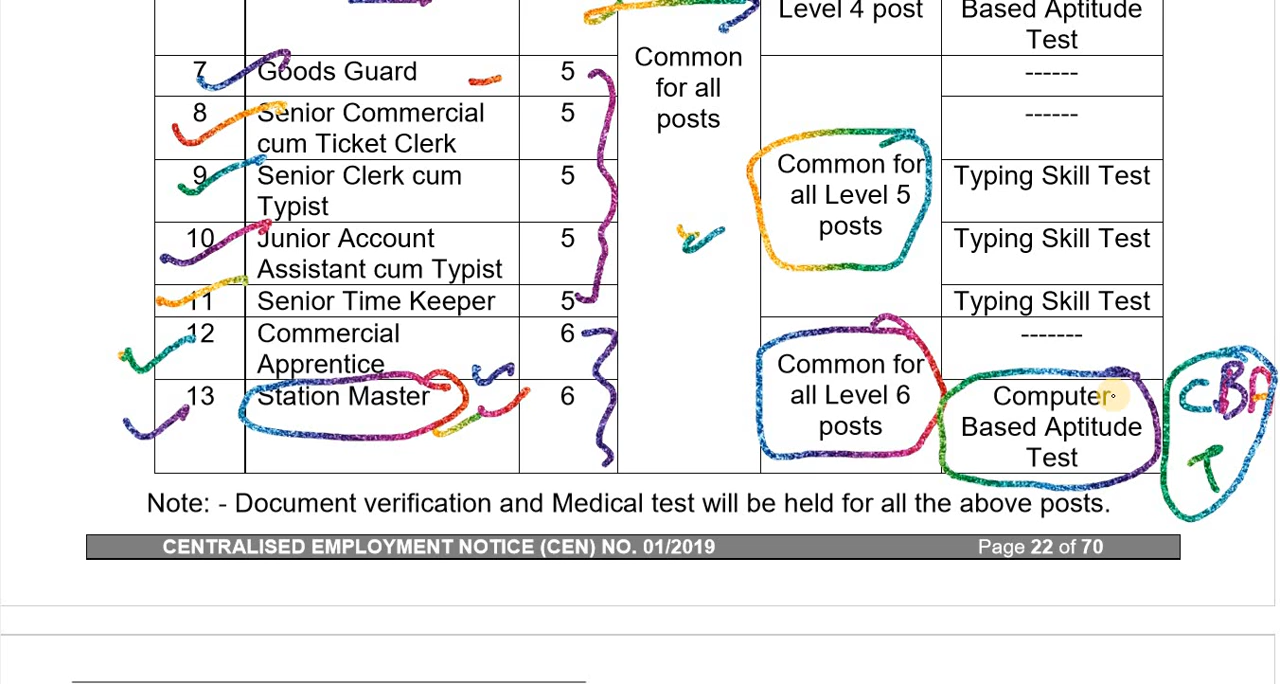 Level 4 post Based Aptitude
Test
Common for all posts
7 Goods Guard 5 ------
8 Senior Commercial cum Ticket Clerk 5 ------
Common for all Level 5 posts
9 Senior Clerk cum Typist 5 Typing Skill Test
10 Junior Account Assistant cum Typist 5 Typing Skill Test
11 Senior Time Keeper 5 Typing Skill Test
12 Commercial Apprentice 6 -------
Common for all Level 6 posts
13 Station Master 6 Computer Based Aptitude Test
CBA
T
Note: - Document verification and Medical test will be held for all the above posts.
CENTRALISED EMPLOYMENT NOTICE (CEN) NO. 01/2019 Page 22 of 70